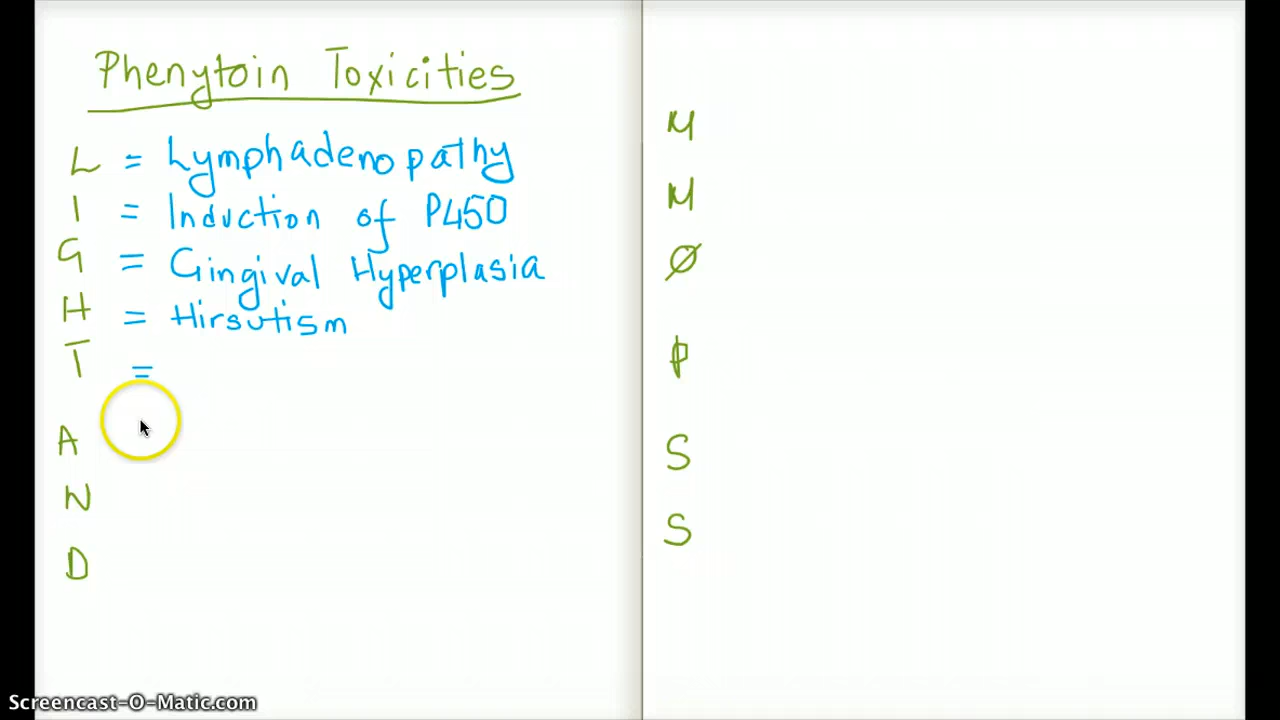 Phenytoin Toxicities
L = Lymphadenopathy
I = Induction of P450
G = Gingival Hyperplasia
H = Hirsutism
T =
A
N
D
M
M
Ø
P
S
S
Screencast-O-Matic.com